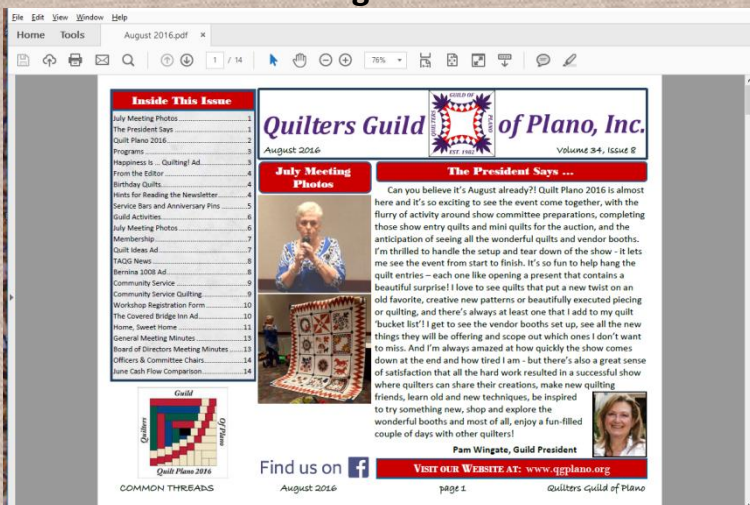 File Edit View Window Help
Home Tools August 2016.pdf ×
1 / 14 76%
Inside This Issue
July Meeting Photos 1
The President Says 1
Quilt Plano 2016 2
Programs 3
Happiness Is ... Quilting! Ad 3
From the Editor 4
Birthday Quilts 4
Hints for Reading the Newsletter 4
Service Bars and Anniversary Pins 5
Guild Activities 6
July Meeting Photos 6
Membership 7
Quilt Ideas Ad 7
TAQG News 8
Bernina 1008 Ad 8
Community Service 9
Community Service Quilting 9
Workshop Registration Form 10
The Covered Bridge Inn Ad 10
Home, Sweet Home 11
General Meeting Minutes 13
Board of Directors Meeting Minutes 13
Officers & Committee Chairs 14
June Cash Flow Comparison 14
Guild
Quilters
Of Plano
Quilt Plano 2016
COMMON THREADS
Quilters Guild of Plano, Inc.
GUILD OF
QUILTERS
PLANO
EST. 1982
August 2016 Volume 34, Issue 8
July Meeting
Photos
Find us on f
August 2016
The President Says ...
Can you believe it's August already?! Quilt Plano 2016 is almost
here and it's so exciting to see the event come together, with the
flurry of activity around show committee preparations, completing
those show entry quilts and mini quilts for the auction, and the
anticipation of seeing all the wonderful quilts and vendor booths.
I'm thrilled to handle the setup and tear down of the show - it lets
me see the event from start to finish. It's so fun to help hang the
quilt entries – each one like opening a present that contains a
beautiful surprise! I love to see quilts that put a new twist on an
old favorite, creative new patterns or beautifully executed piecing
or quilting, and there's always at least one that I add to my quilt
'bucket list'! I get to see the vendor booths set up, see all the new
things they will be offering and scope out which ones I don't want
to miss. And I'm always amazed at how quickly the show comes
down at the end and how tired I am - but there's also a great sense
of satisfaction that all the hard work resulted in a successful show
where quilters can share their creations, make new quilting
friends, learn old and new techniques, be inspired
to try something new, shop and explore the
wonderful booths and most of all, enjoy a fun-filled
couple of days with other quilters!
Pam Wingate, Guild President
VISIT OUR WEBSITE AT: www.qgplano.org
page 1 Quilters Guild of Plano